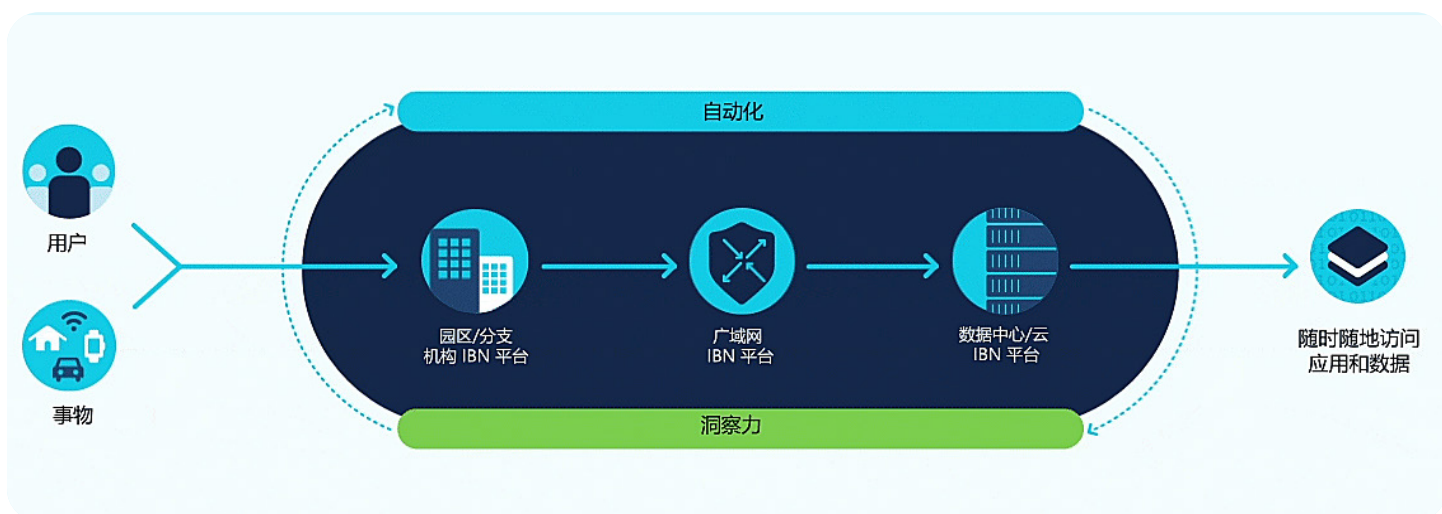 自动化
用户
事物
园区/分支
机构 IBN 平台
广域网
IBN 平台
数据中心/云
IBN 平台
随时随地访问
应用和数据
洞察力